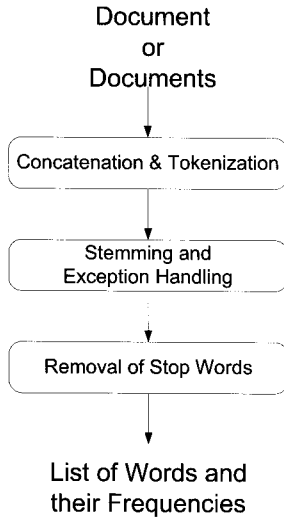 Document
or
Documents
Concatenation & Tokenization
Stemming and
Exception Handling
Removal of Stop Words
List of Words and
their Frequencies